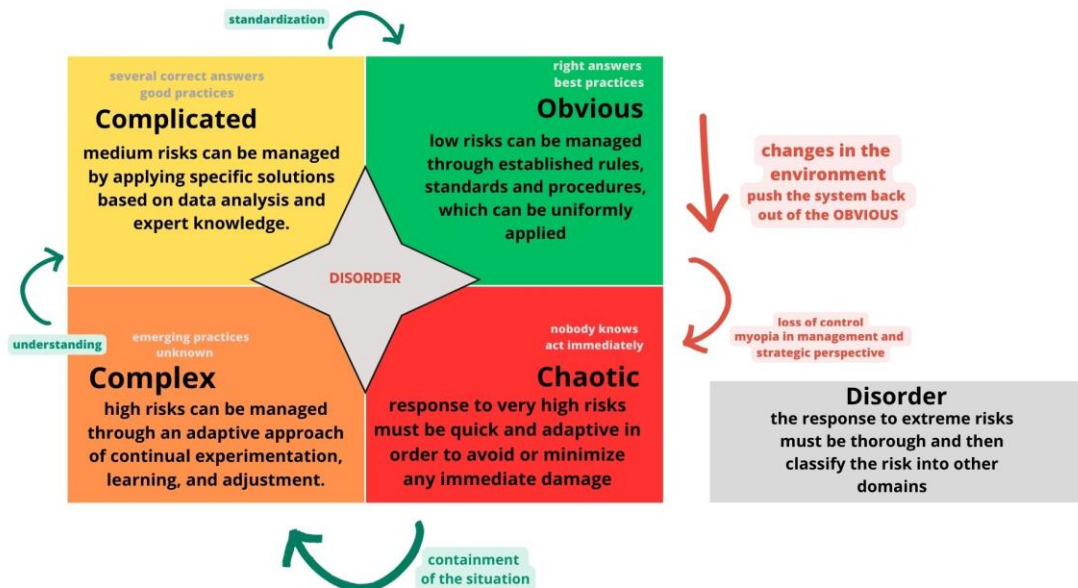 standardization
several correct answers
good practices
Complicated
medium risks can be managed
by applying specific solutions
based on data analysis and
expert knowledge.
right answers
best practices
Obvious
low risks can be managed
through established rules,
standards and procedures,
which can be uniformly
applied
changes in the
environment
push the system back
out of the OBVIOUS
DISORDER
understanding
emerging practices
unknown
Complex
high risks can be managed
through an adaptive approach
of continual experimentation,
learning, and adjustment.
nobody knows
act immediately
Chaotic
response to very high risks
must be quick and adaptive in
order to avoid or minimize
any immediate damage
loss of control
myopia in management and
strategic perspective
Disorder
the response to extreme risks
must be thorough and then
classify the risk into other
domains
containment
of the situation